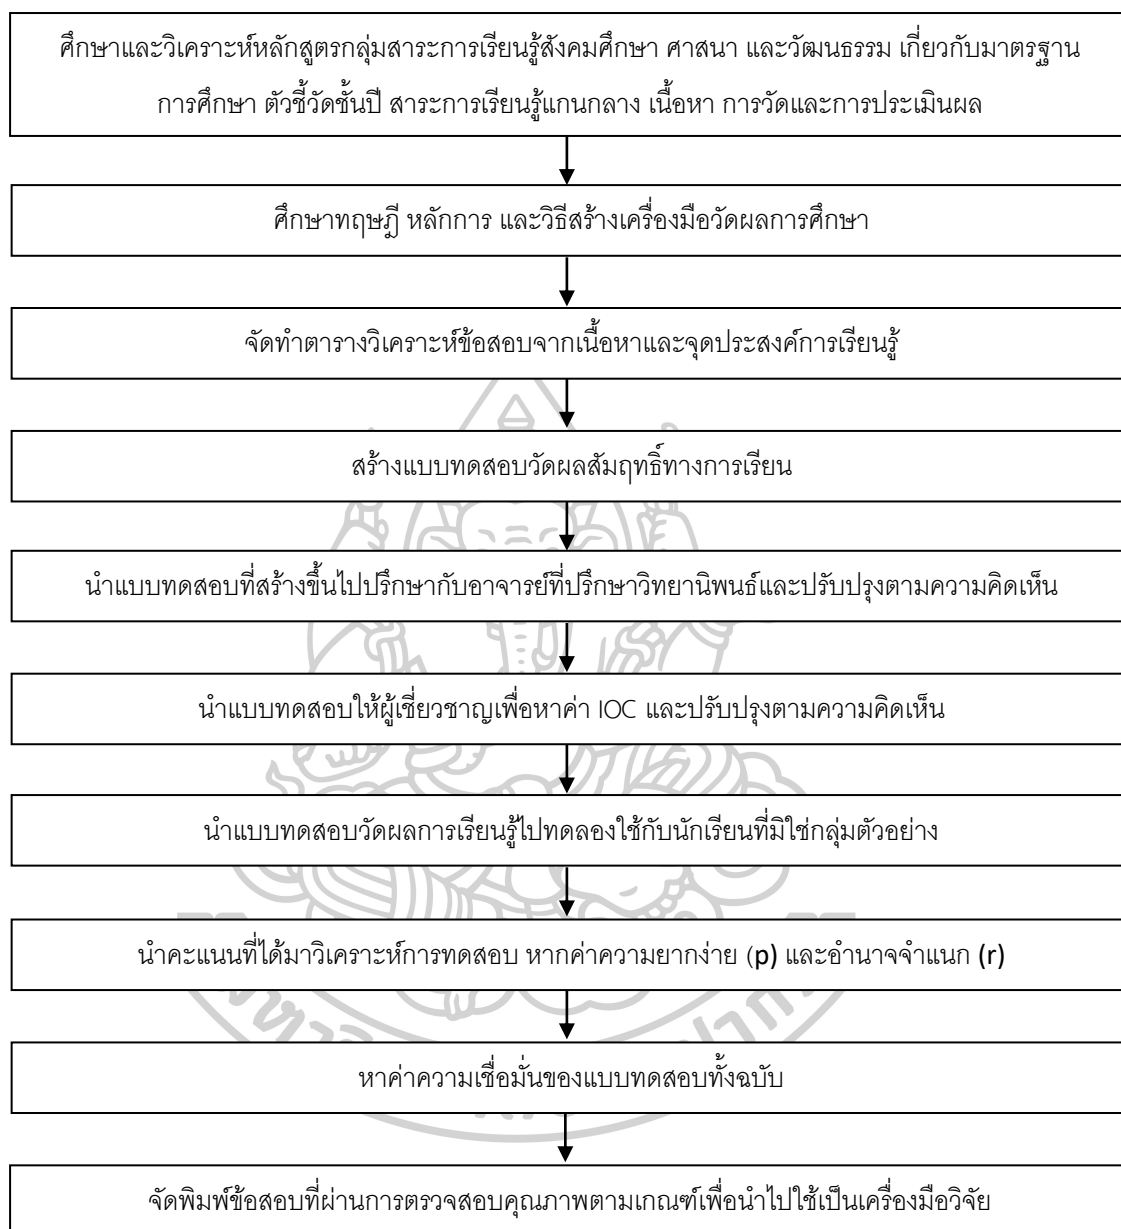 ศึกษาและวิเคราะห์หลักสูตรกลุ่มสาระการเรียนรู้สังคมศึกษา ศาสนา และวัฒนธรรม เกี่ยวกับมาตรฐาน
การศึกษา ตัวชี้วัดชั้นปี สาระการเรียนรู้แกนกลาง เนื้อหา การวัดและการประเมินผล
ศึกษาทฤษฎี หลักการ และวิธีสร้างเครื่องมือวัดผลการศึกษา
จัดทำตารางวิเคราะห์ข้อสอบจากเนื้อหาและจุดประสงค์การเรียนรู้
สร้างแบบทดสอบวัดผลสัมฤทธิ์ทางการเรียน
นำแบบทดสอบที่สร้างขึ้นไปปรึกษากับอาจารย์ที่ปรึกษาวิทยานิพนธ์และปรับปรุงตามความคิดเห็น
นำแบบทดสอบให้ผู้เชี่ยวชาญเพื่อหาค่า IOC และปรับปรุงตามความคิดเห็น
นำแบบทดสอบวัดผลการเรียนรู้ไปทดลองใช้กับนักเรียนที่มิใช่กลุ่มตัวอย่าง
นำคะแนนที่ได้มาวิเคราะห์การทดสอบ หากค่าความยากง่าย (p) และอำนาจจำแนก (r)
หาค่าความเชื่อมั่นของแบบทดสอบทั้งฉบับ
จัดพิมพ์ข้อสอบที่ผ่านการตรวจสอบคุณภาพตามเกณฑ์เพื่อนำไปใช้เป็นเครื่องมือวิจัย